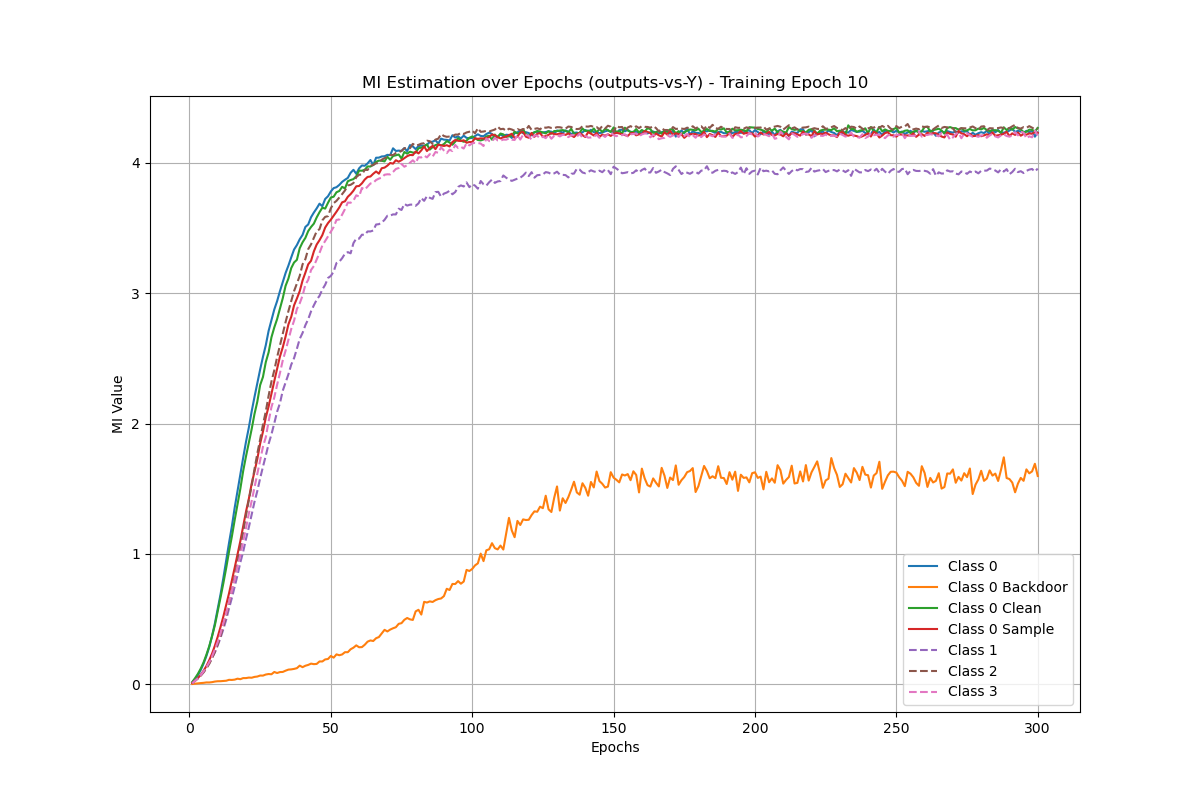 MI Estimation over Epochs (outputs-vs-Y) - Training Epoch 10
MI Value
4
3
2
1
0
0 50 100 150 200 250 300
Epochs
Class 0
Class 0 Backdoor
Class 0 Clean
Class 0 Sample
Class 1
Class 2
Class 3